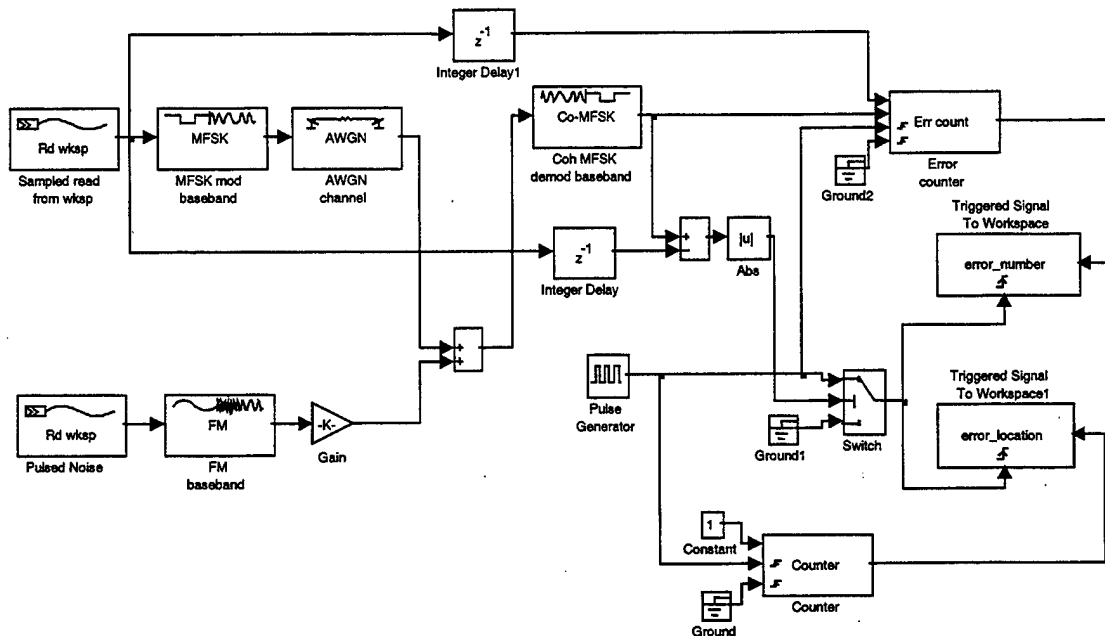 z-1
Integer Delay1
Rd wksp
Sampled read
from wksp
MFSK
MFSK mod
baseband
AWGN
AWGN
channel
Co-MFSK
Coh MFSK
demod baseband
Err count
Error
counter
Ground2
z-1
Integer Delay
|u|
Abs
Triggered Signal
To Workspace
error_number
Rd wksp
Pulsed Noise
FM
FM
baseband
-K-
Gain
Pulse
Generator
Ground1
Switch
Triggered Signal
To Workspace1
error_location
1
Constant
Counter
Counter
Ground